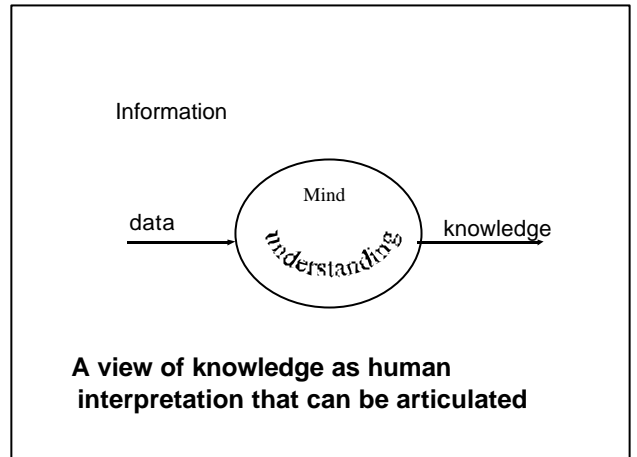 Information
Mind
data
understanding
knowledge
A view of knowledge as human
interpretation that can be articulated